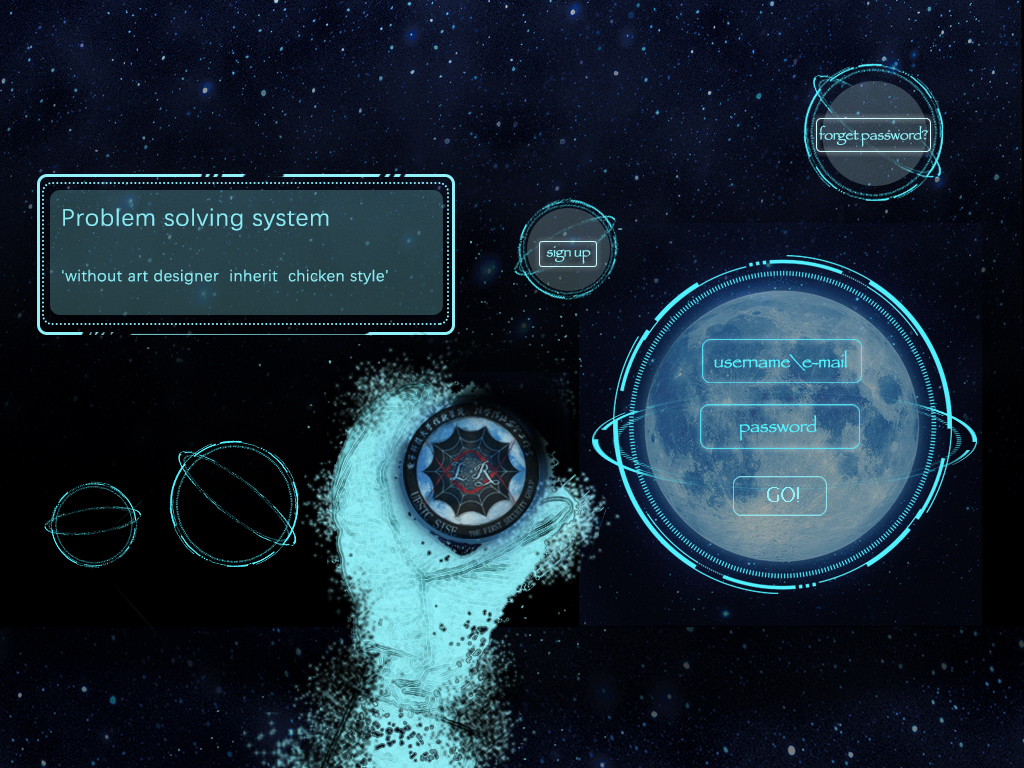 forget password?
Problem solving system
sign up
'without art designer inherit chicken style'
username\e-mail
password
GO!
L R